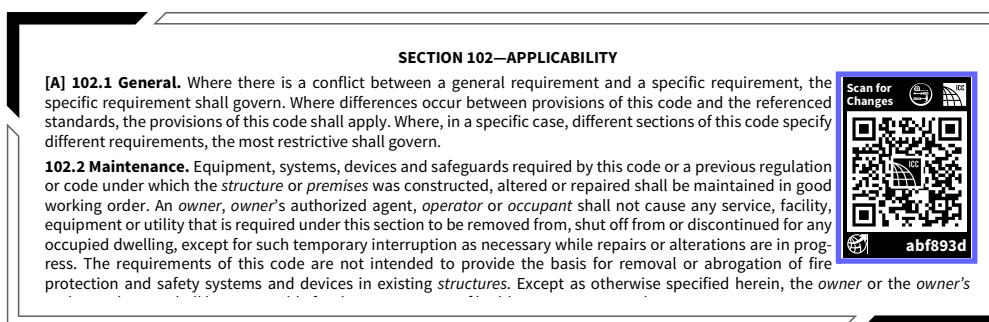 SECTION 102—APPLICABILITY
[A] 102.1 General. Where there is a conflict between a general requirement and a specific requirement, the
specific requirement shall govern. Where differences occur between provisions of this code and the referenced
standards, the provisions of this code shall apply. Where, in a specific case, different sections of this code specify
different requirements, the most restrictive shall govern.
102.2 Maintenance. Equipment, systems, devices and safeguards required by this code or a previous regulation
or code under which the structure or premises was constructed, altered or repaired shall be maintained in good
working order. An owner, owner's authorized agent, operator or occupant shall not cause any service, facility,
equipment or utility that is required under this section to be removed from, shut off from or discontinued for any
occupied dwelling, except for such temporary interruption as necessary while repairs or alterations are in prog-
ress. The requirements of this code are not intended to provide the basis for removal or abrogation of fire
protection and safety systems and devices in existing structures. Except as otherwise specified herein, the owner or the owner's
Scan for
Changes
ICC
ICC
abf893d